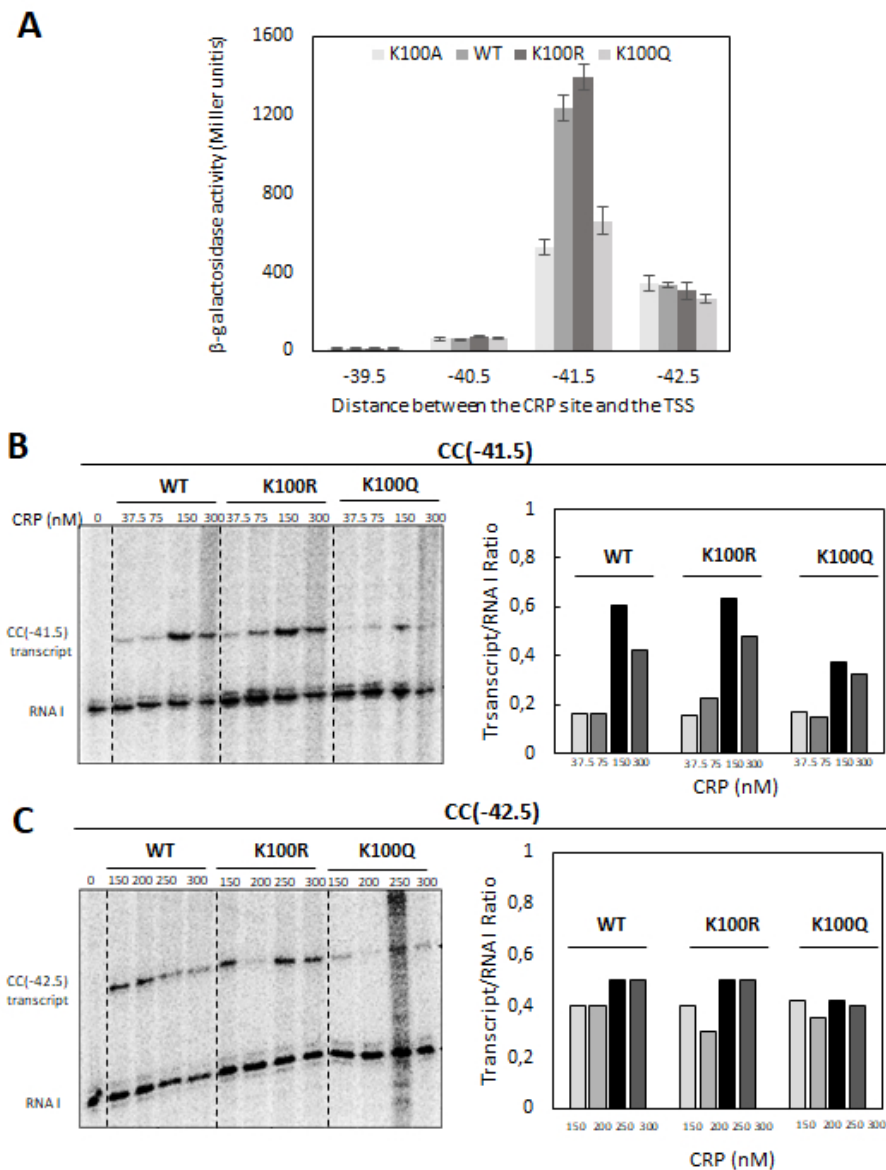 A
1600
1200
800
400
0
K100A WT K100R K100Q
β-galactosidase activity (Miller unitis)
-39.5 -40.5 -41.5 -42.5
Distance between the CRP site and the TSS
B
CC(-41.5)
WT K100R K100Q
CRP (nM) 0 37.5 75 150 300 37.5 75 150 300 37.5 75 150 300
CC(-41.5)
transcript
RNA I
Trsanscript/RNA I Ratio
1
0,8
0,6
0,4
0,2
0
WT K100R K100Q
37.5 75 150 300 37.5 75 150 300 37.5 75 150 300
CRP (nM)
C
CC(-42.5)
WT K100R K100Q
0 150 200 250 300 150 200 250 300 150 200 250 300
CC(-42.5)
transcript
RNA I
Transcript/RNA I Ratio
1
0,8
0,6
0,4
0,2
0
WT K100R K100Q
150 200 250 300 150 200 250 300 150 200 250 300
CRP (nM)